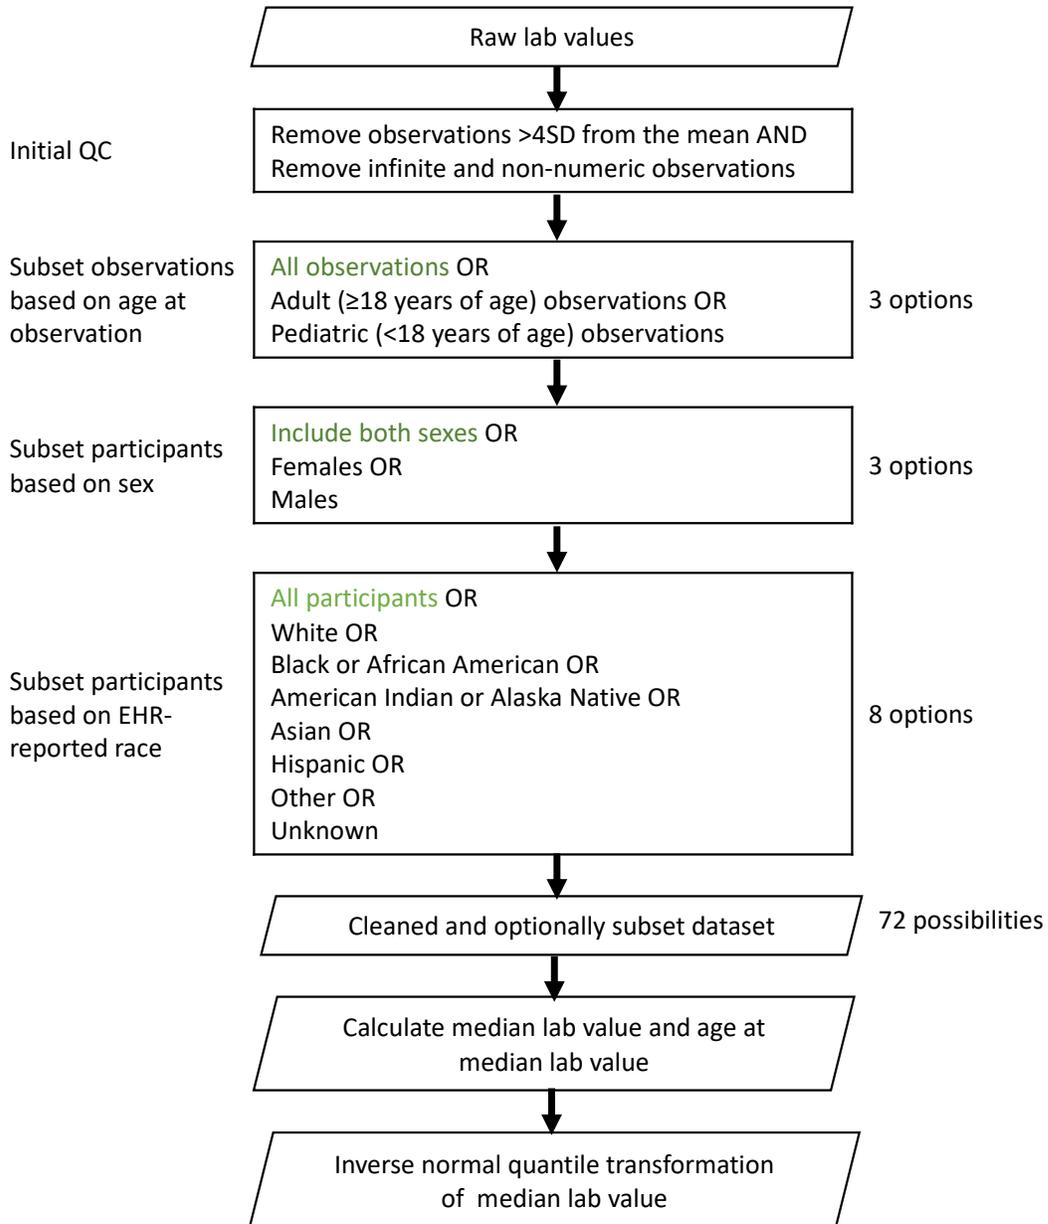 Raw lab values
Initial QC
Remove observations >4SD from the mean AND
Remove infinite and non-numeric observations
Subset observations
based on age at
observation
All observations OR
Adult (≥18 years of age) observations OR
Pediatric (<18 years of age) observations
3 options
Subset participants
based on sex
Include both sexes OR
Females OR
Males
3 options
Subset participants
based on EHR-
reported race
All participants OR
White OR
Black or African American OR
American Indian or Alaska Native OR
Asian OR
Hispanic OR
Other OR
Unknown
8 options
Cleaned and optionally subset dataset
72 possibilities
Calculate median lab value and age at
median lab value
Inverse normal quantile transformation
of median lab value